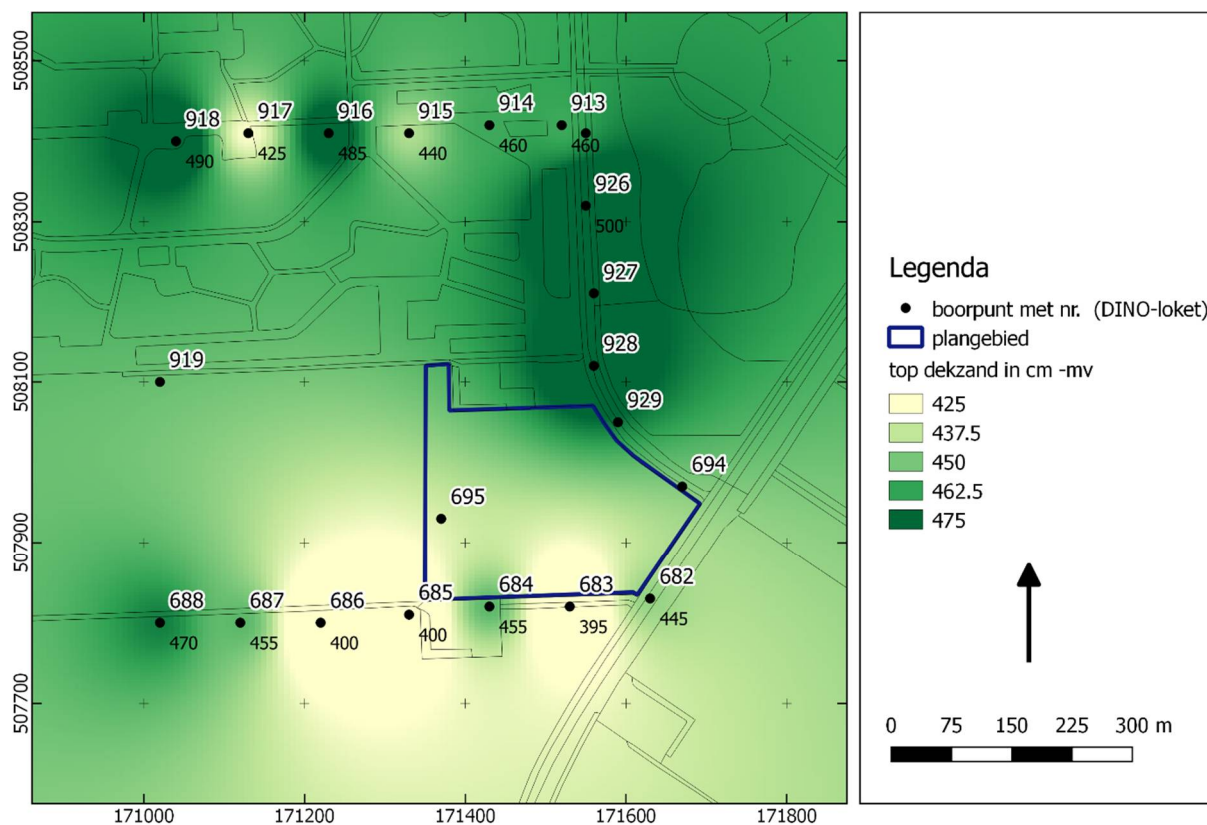 508500
508300
508100
507900
507700
918 917 916 915 914 913
490 425 485 440 460 460
926
500
927
928
919
929
694
695
688 687 686 685 684 683 682
470 455 400 400 455 395 445
171000 171200 171400 171600 171800
Legenda
boorpunt met nr. (DINO-loket)
plangebied
top dekzand in cm -mv
425
437.5
450
462.5
475
0 75 150 225 300 m